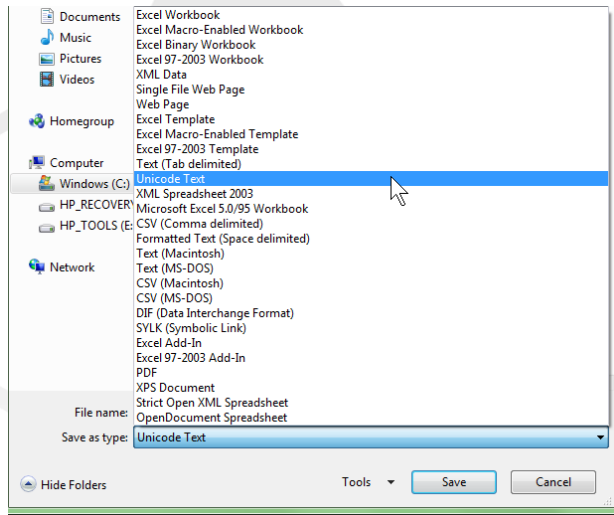 Documents
Music
Pictures
Videos
Homegroup
Computer
Windows (C:)
HP_RECOVERY
HP_TOOLS (E:
Network
Excel Workbook
Excel Macro-Enabled Workbook
Excel Binary Workbook
Excel 97-2003 Workbook
XML Data
Single File Web Page
Web Page
Excel Template
Excel Macro-Enabled Template
Excel 97-2003 Template
Text (Tab delimited)
Unicode Text
XML Spreadsheet 2003
Microsoft Excel 5.0/95 Workbook
CSV (Comma delimited)
Formatted Text (Space delimited)
Text (Macintosh)
Text (MS-DOS)
CSV (Macintosh)
CSV (MS-DOS)
DIF (Data Interchange Format)
SYLK (Symbolic Link)
Excel Add-In
Excel 97-2003 Add-In
PDF
XPS Document
Strict Open XML Spreadsheet
OpenDocument Spreadsheet
File name:
Save as type: Unicode Text
Hide Folders Tools Save Cancel